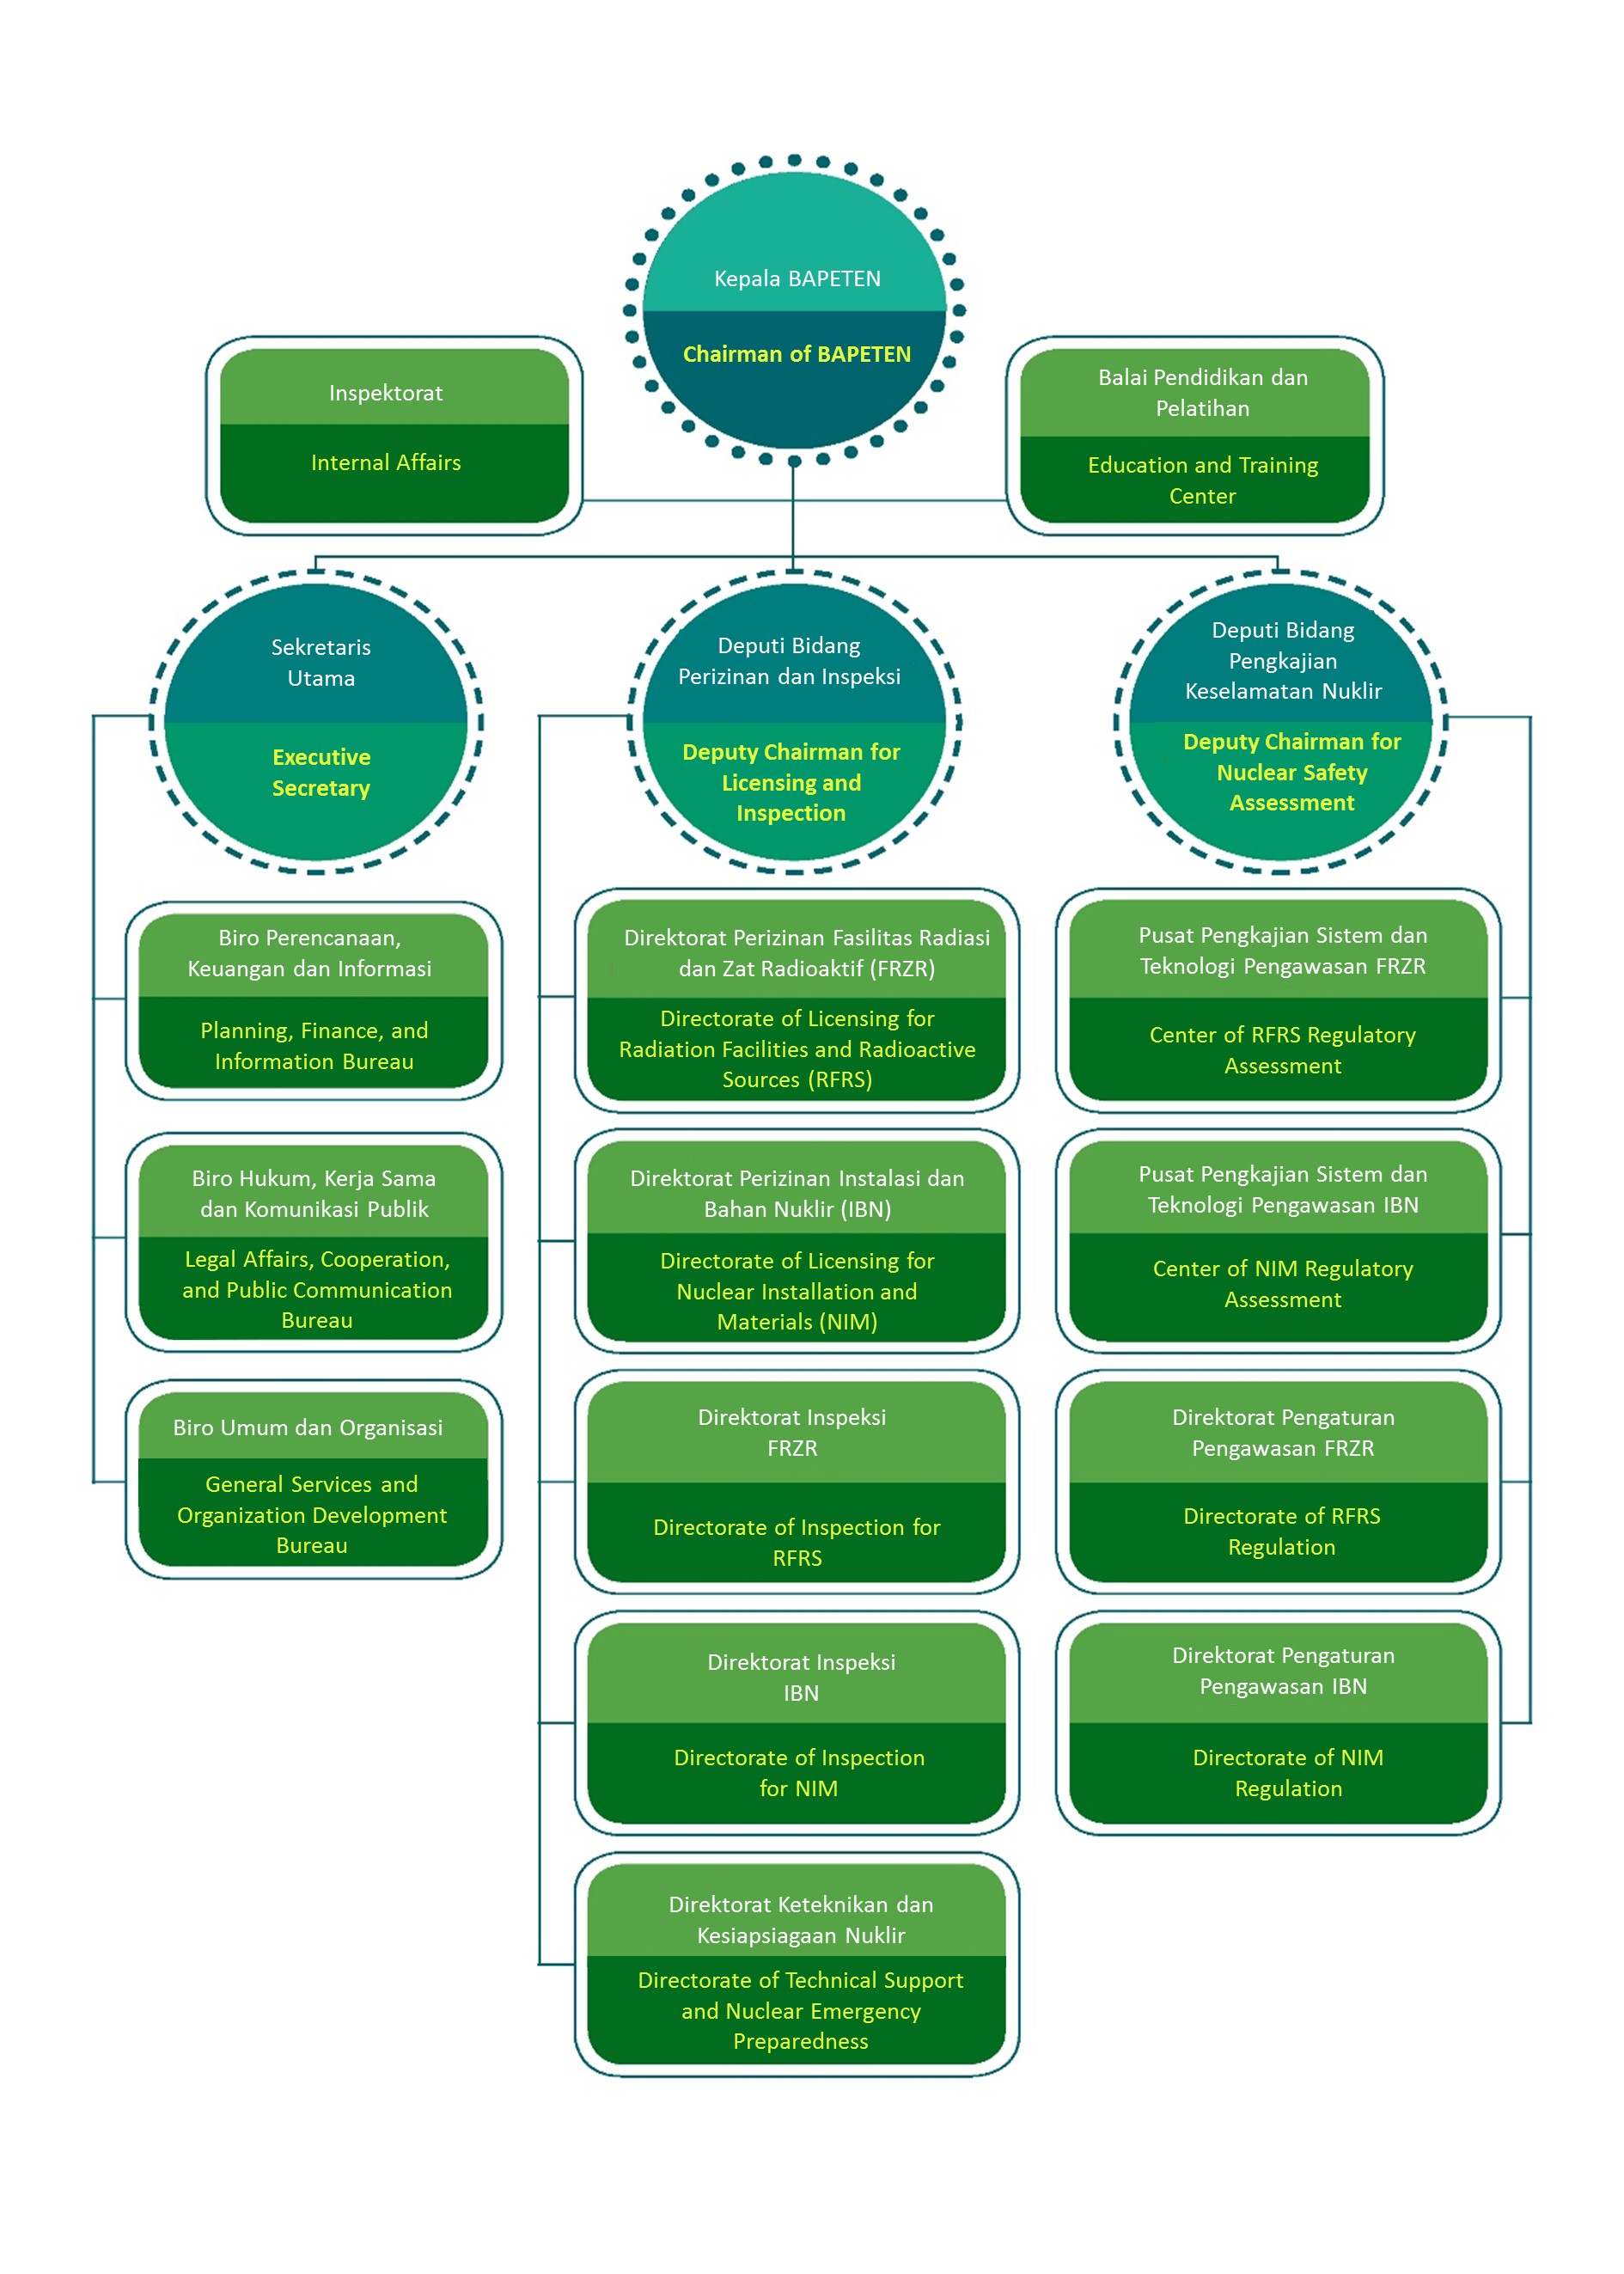 Kepala BAPETEN
Chairman of BAPETEN
Inspektorat
Internal Affairs
Balai Pendidikan dan
Pelatihan
Education and Training
Center
Sekretaris
Utama
Executive
Secretary
Deputi Bidang
Perizinan dan Inspeksi
Deputy Chairman for
Licensing and
Inspection
Deputi Bidang
Pengkajian
Keselamatan Nuklir
Deputy Chairman for
Nuclear Safety
Assessment
Biro Perencanaan,
Keuangan dan Informasi
Planning, Finance, and
Information Bureau
Biro Hukum, Kerja Sama
dan Komunikasi Publik
Legal Affairs, Cooperation,
and Public Communication
Bureau
Biro Umum dan Organisasi
General Services and
Organization Development
Bureau
Direktorat Perizinan Fasilitas Radiasi
dan Zat Radioaktif (FRZR)
Directorate of Licensing for
Radiation Facilities and Radioactive
Sources (RFRS)
Direktorat Perizinan Instalasi dan
Bahan Nuklir (IBN)
Directorate of Licensing for
Nuclear Installation and
Materials (NIM)
Direktorat Inspeksi
FRZR
Directorate of Inspection for
RFRS
Direktorat Inspeksi
IBN
Directorate of Inspection
for NIM
Direktorat Keteknikan dan
Kesiapsiagaan Nuklir
Directorate of Technical Support
and Nuclear Emergency
Preparedness
Pusat Pengkajian Sistem dan
Teknologi Pengawasan FRZR
Center of RFRS Regulatory
Assessment
Pusat Pengkajian Sistem dan
Teknologi Pengawasan IBN
Center of NIM Regulatory
Assessment
Direktorat Pengaturan
Pengawasan FRZR
Directorate of RFRS
Regulation
Direktorat Pengaturan
Pengawasan IBN
Directorate of NIM
Regulation